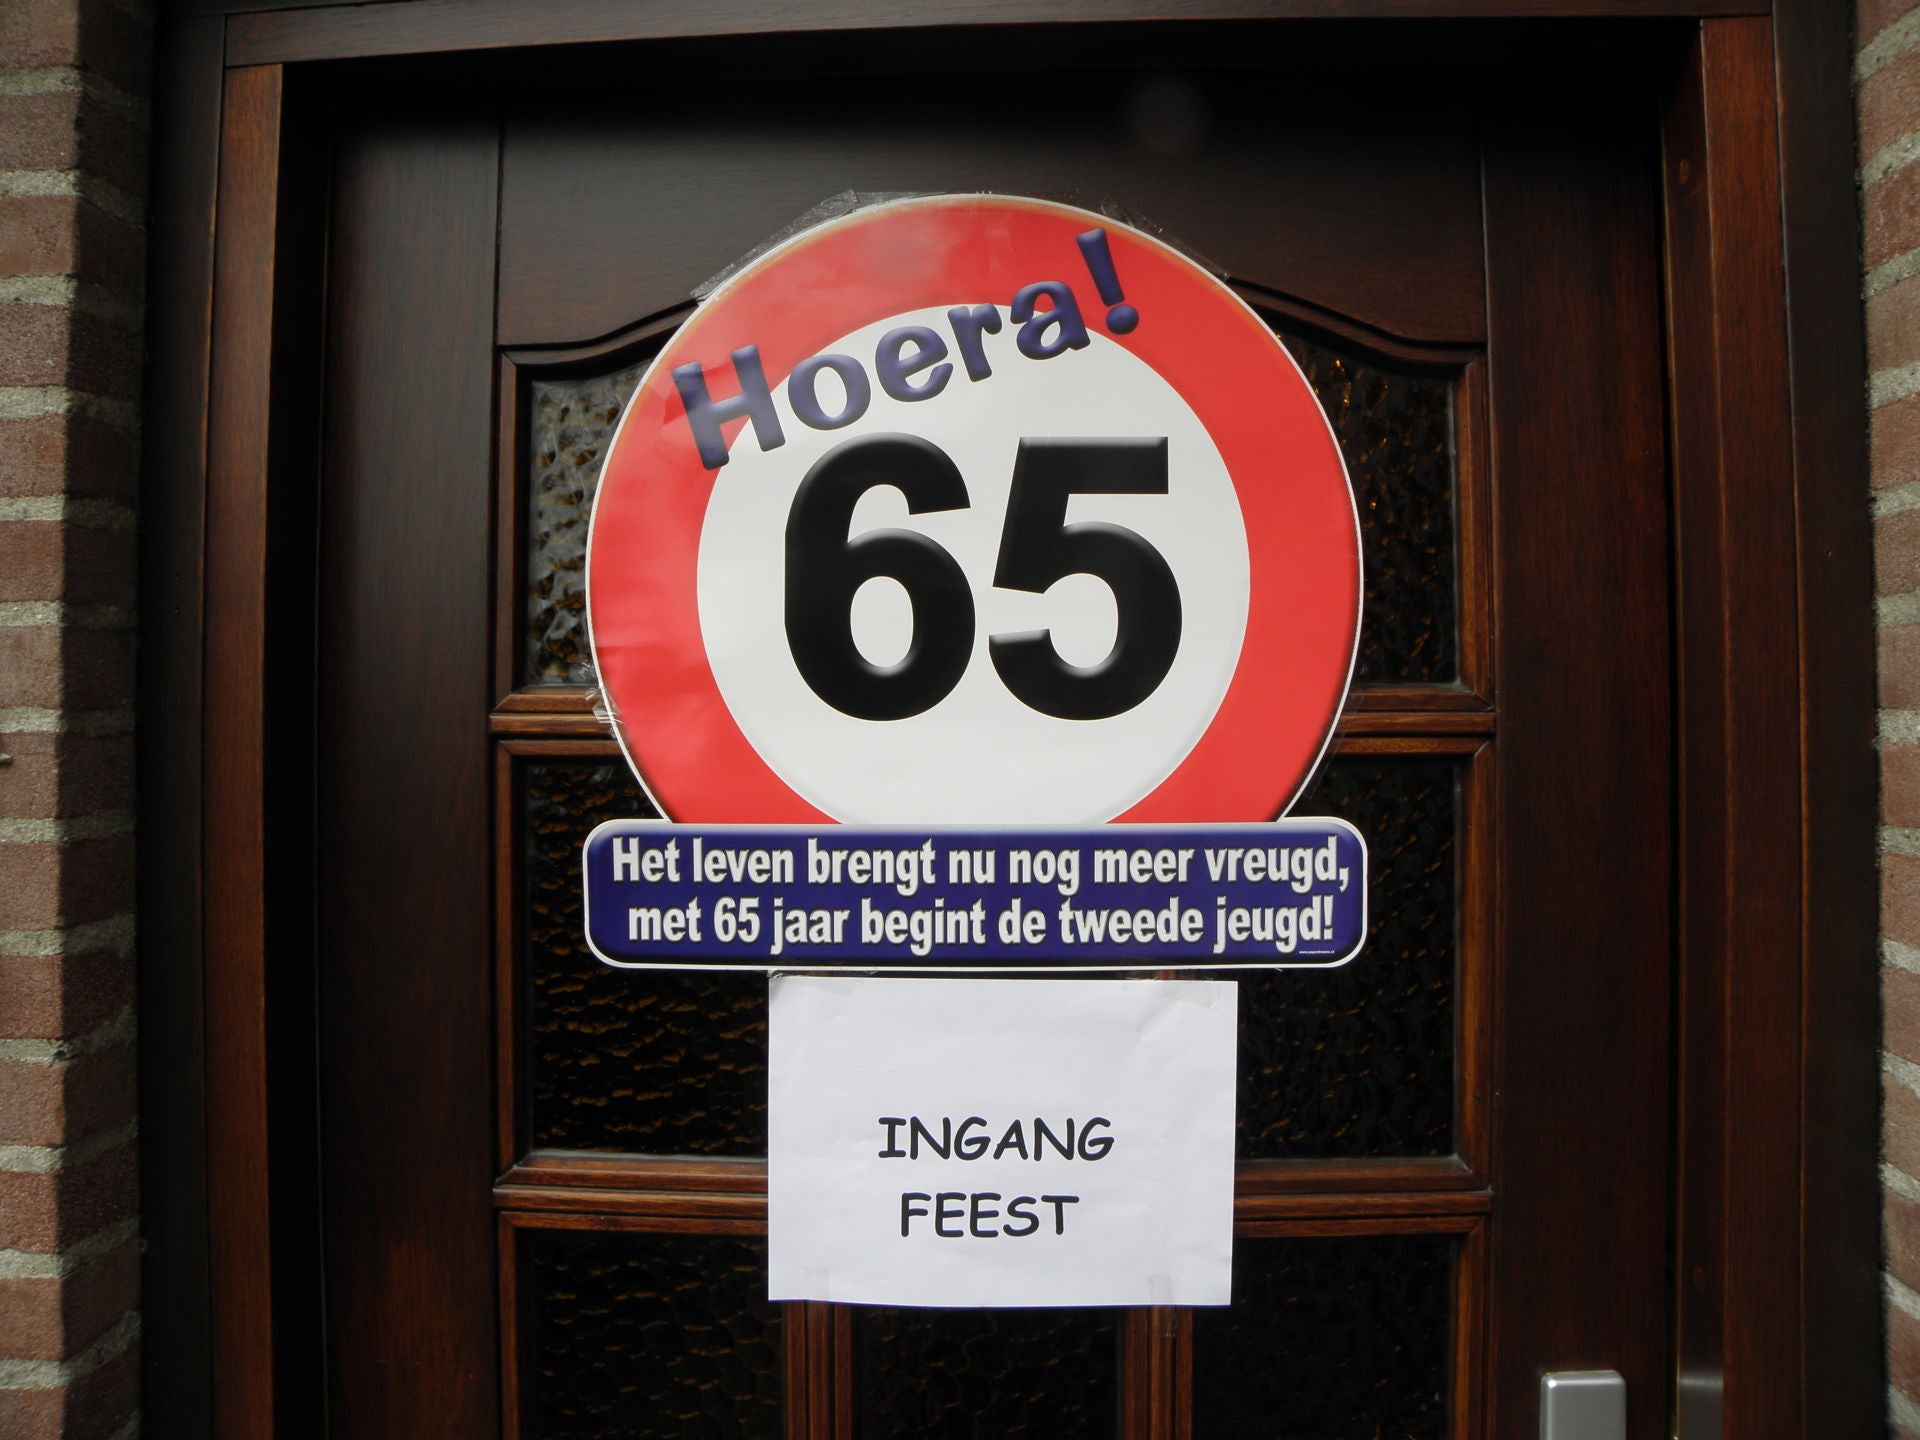 Hoera!
65
Het leven brengt nu nog meer vreugd,
met 65 jaar begint de tweede jeugd!
INGANG
FEEST